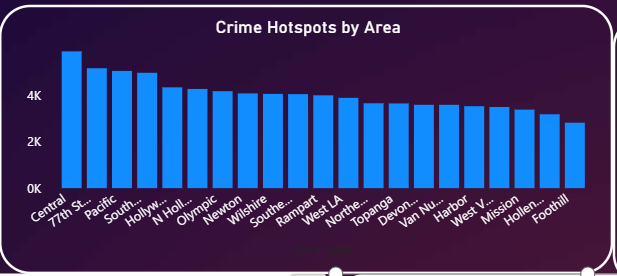 Crime Hotspots by Area
4K
2K
0K
Central
77th St...
Pacific
South...
Hollyw...
N Holl...
Olympic
Newton
Wilshire
Southe...
Rampart
West LA
Northe...
Topanga
Devon...
Van Nu...
Harbor
West V...
Mission
Hollen...
Foothill